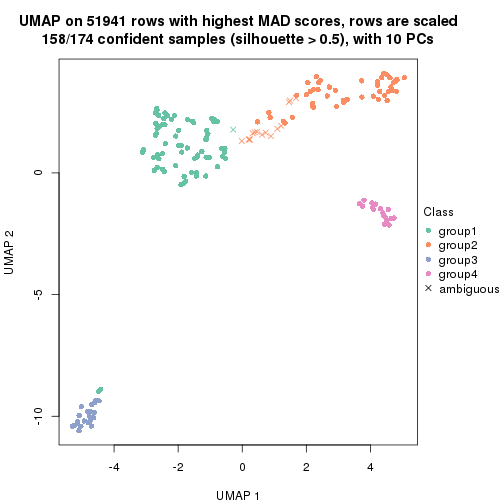 UMAP on 51941 rows with highest MAD scores, rows are scaled
158/174 confident samples (silhouette > 0.5), with 10 PCs
0
-5
-10
UMAP 2
-4
-2
0
2
4
UMAP 1
Class
group1
group2
group3
group4
ambiguous